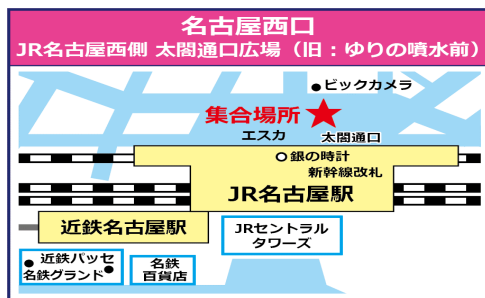 名古屋西口
JR名古屋西側 太閤通口広場（旧：ゆりの噴水前）
ビックカメラ
集合場所
エスカ
太閤通口
銀の時計
新幹線改札
JR名古屋駅
近鉄名古屋駅
JRセントラル
タワーズ
近鉄パッセ
名鉄グランド
名鉄
百貨店